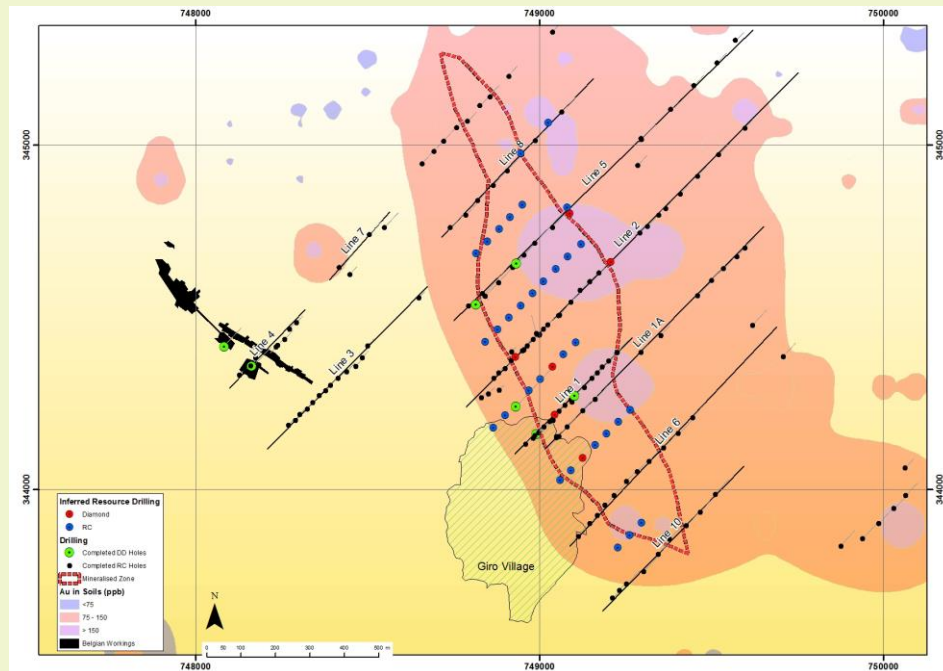 748000
749000
750000
345000
345000
344000
344000
Line 8
Line 5
Line 2
Line 7
Line 1A
Line 4
Line 3
Line 1
Line 6
Line 10
Giro Village
Inferred Resource Drilling
Diamond
RC
Drilling
Completed DD Holes
Completed RC Holes
Mineralised Zone
Au in Soils (ppb)
<75
75 - 150
> 150
Belgian Workings
N
0 50 100 200 300 400 500 m
748000
749000
750000